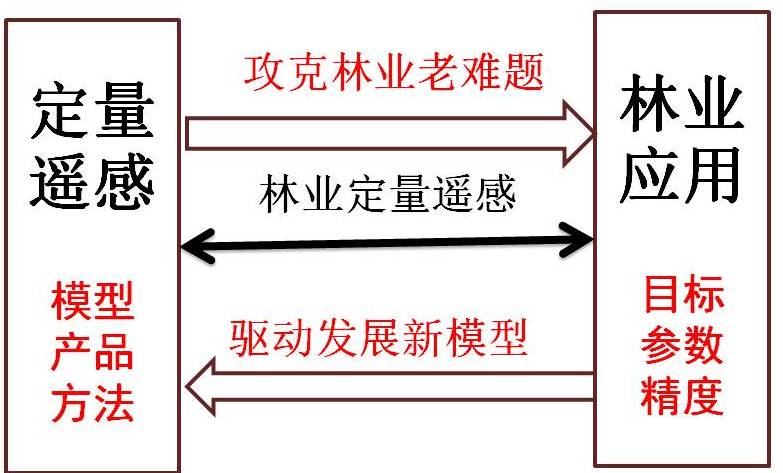 定量
遥感
模型
产品
方法
攻克林业老难题
林业定量遥感
驱动发展新模型
林业
应用
目标
参数
精度